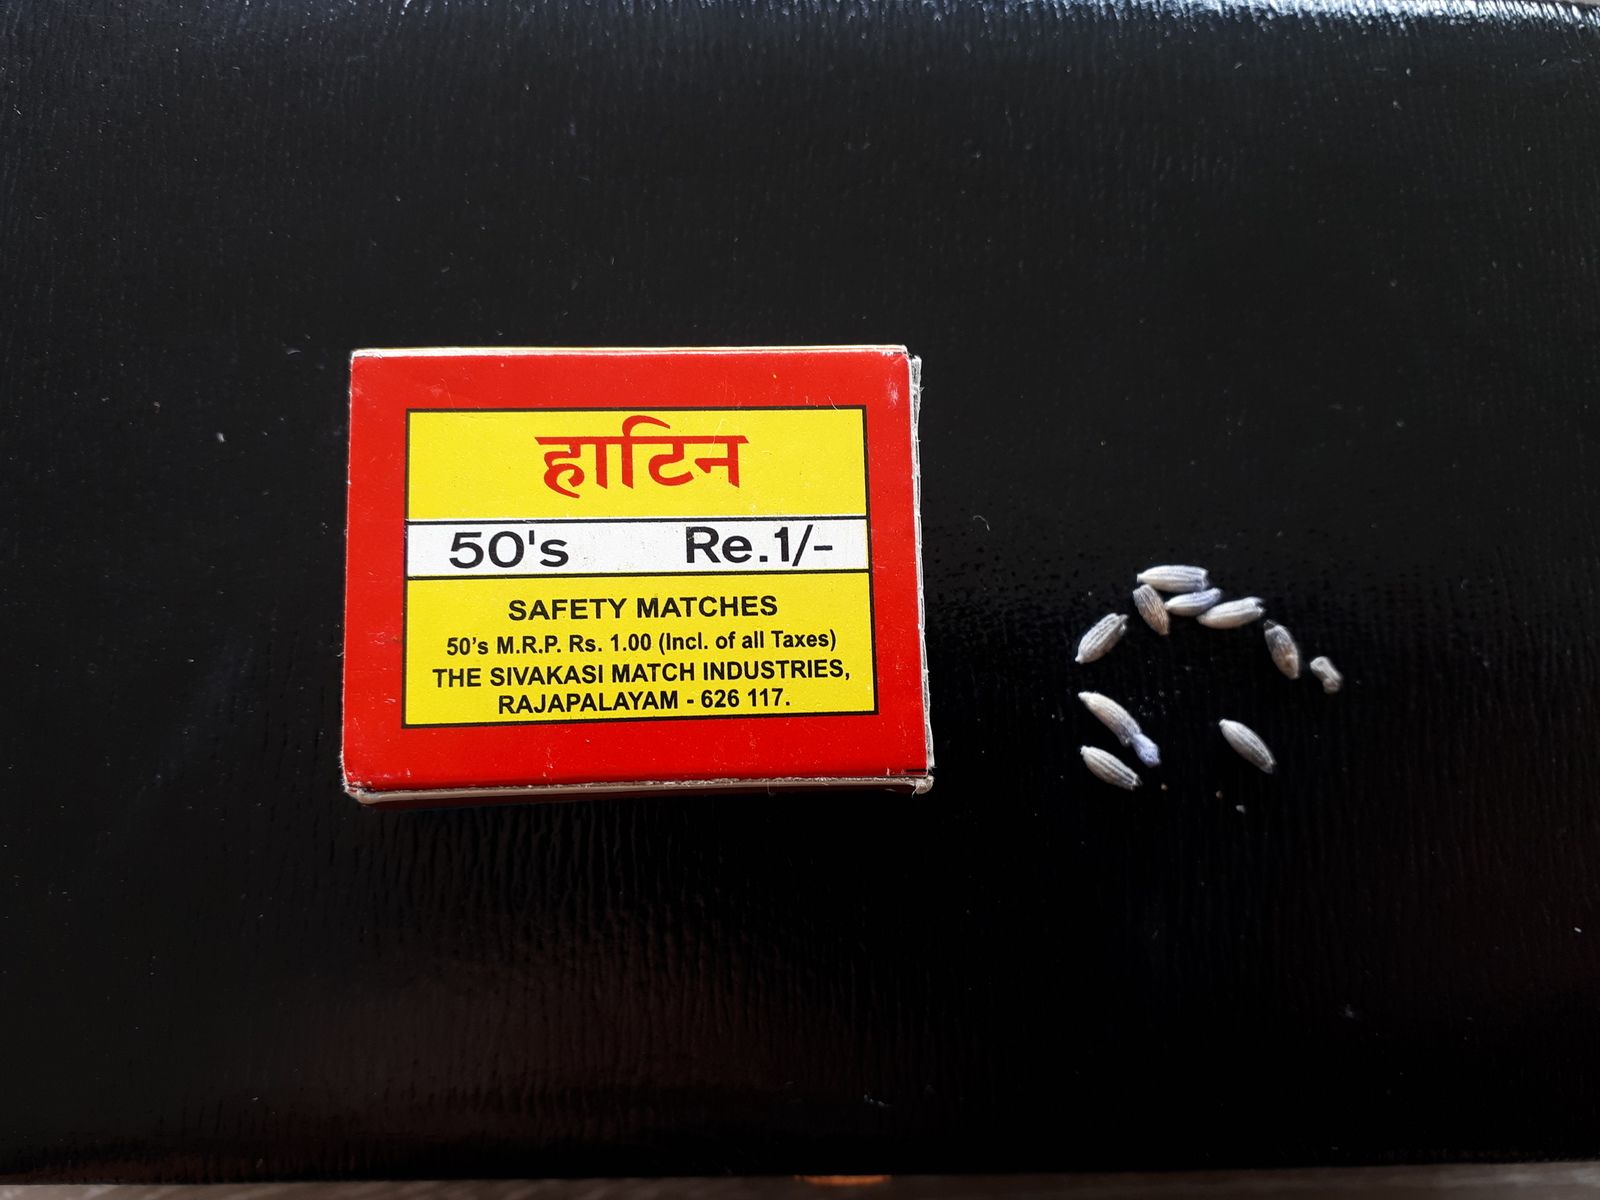 हाटिन
50's Re.1/-
SAFETY MATCHES
50's M.R.P. Rs. 1.00 (Incl. of all Taxes)
THE SIVAKASI MATCH INDUSTRIES,
RAJAPALAYAM - 626 117.